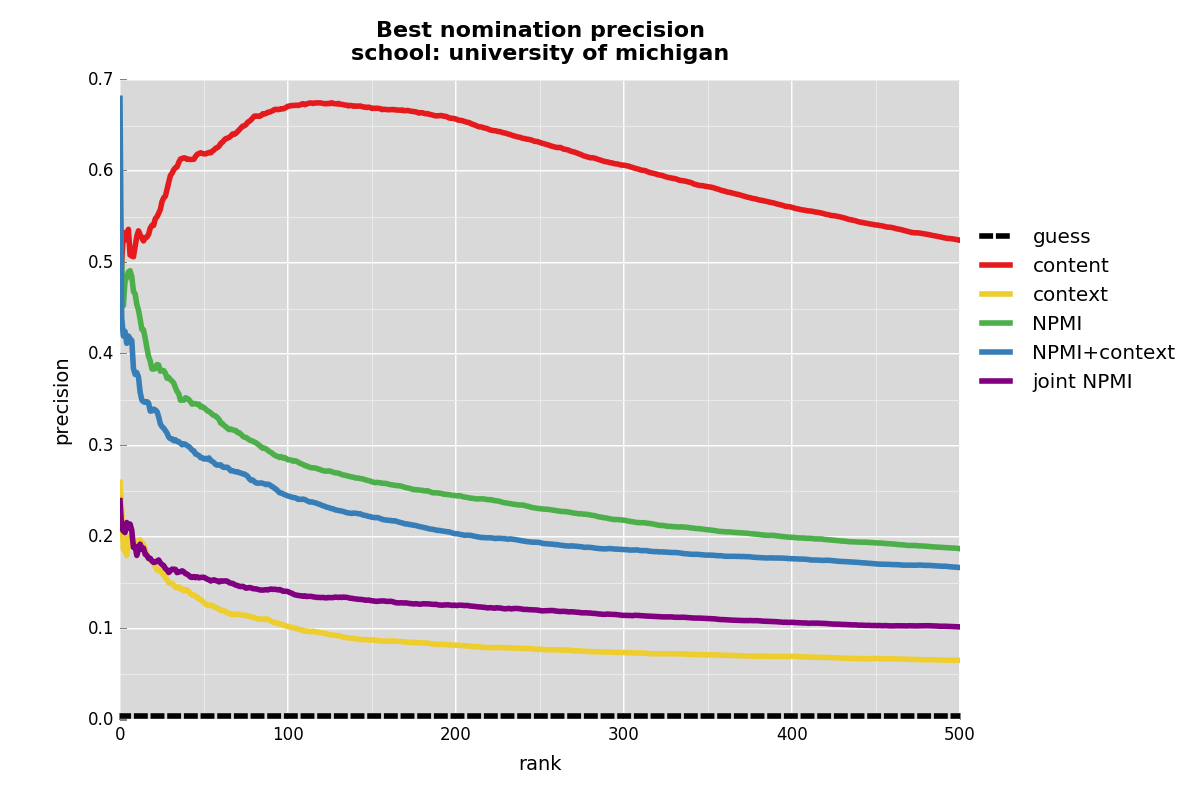 Best nomination precision
school: university of michigan
precision
0.7
0.6
0.5
0.4
0.3
0.2
0.1
0.0
0 100 200 300 400 500
rank
guess
content
context
NPMI
NPMI+context
joint NPMI